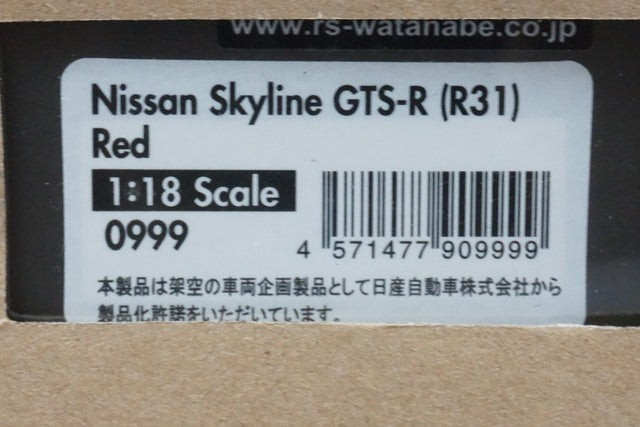 www.rs-watanabe.co.jp
Nissan Skyline GTS-R (R31)
Red
1:18 Scale
0999
4 571477 909999
本製品は架空の車両企画製品として日産自動車株式会社から
製品化許諾をいただいています。